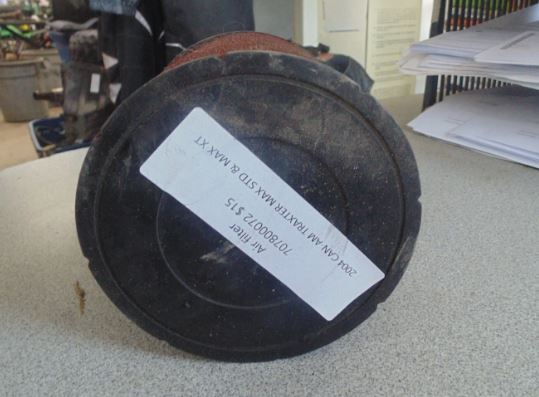 2004 CAN AM TRAXTER MAX STD & MAX XT
Air filter
707800072 $15